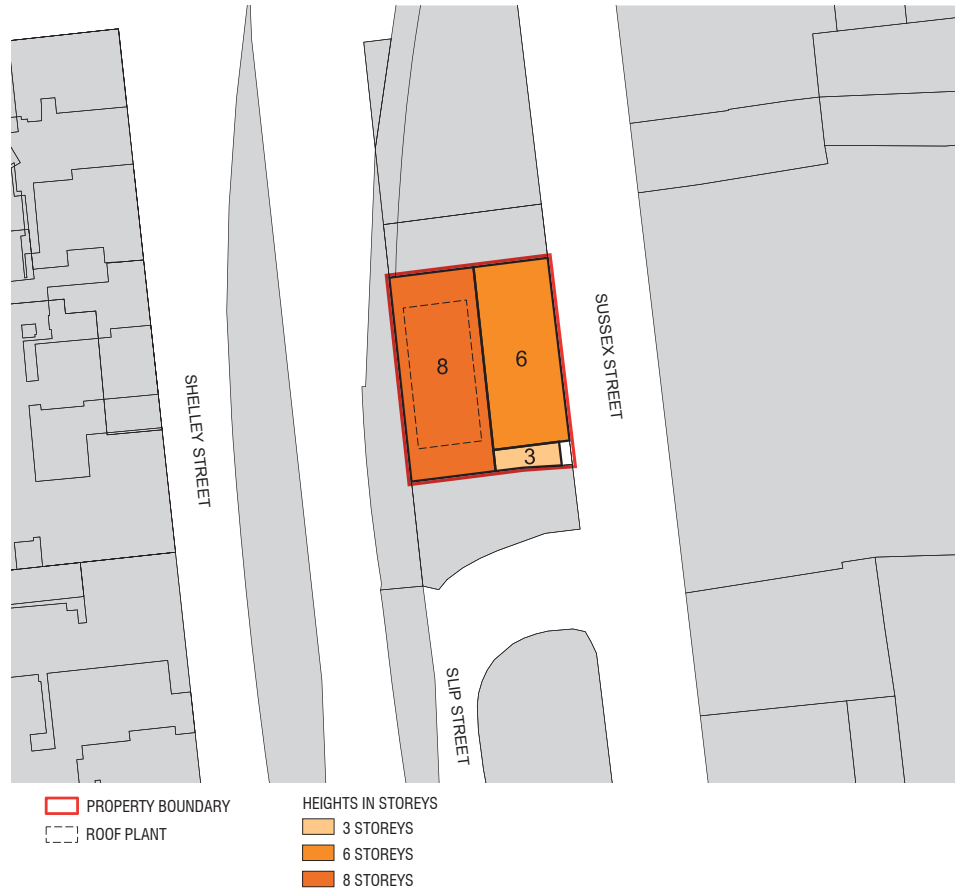 8
6
3
SUSSEX STREET
SHELLEY STREET
SLIP STREET
PROPERTY BOUNDARY
ROOF PLANT
HEIGHTS IN STOREYS
3 STOREYS
6 STOREYS
8 STOREYS